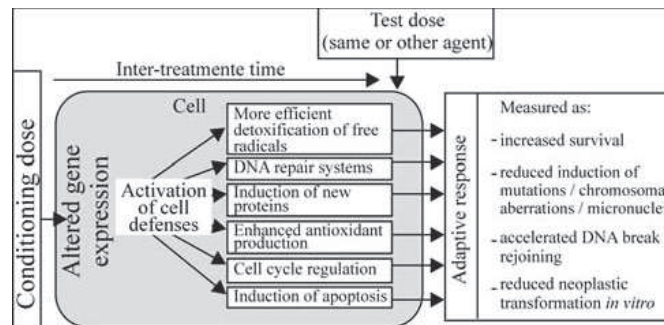 Test dose
(same or other agent)
Inter-treatmente time
Conditioning dose
Cell
Altered gene
expression
Activation
of cell
defenses
More efficient
detoxification of free
radicals
DNA repair systems
Induction of new
proteins
Enhanced antioxidant
production
Cell cycle regulation
Induction of apoptosis
Adaptive response
Measured as:
-increased survival
-reduced induction of
mutations / chromosoma
aberrations / micronucle
-accelerated DNA break
rejoining
-reduced neoplastic
transformation in vitro